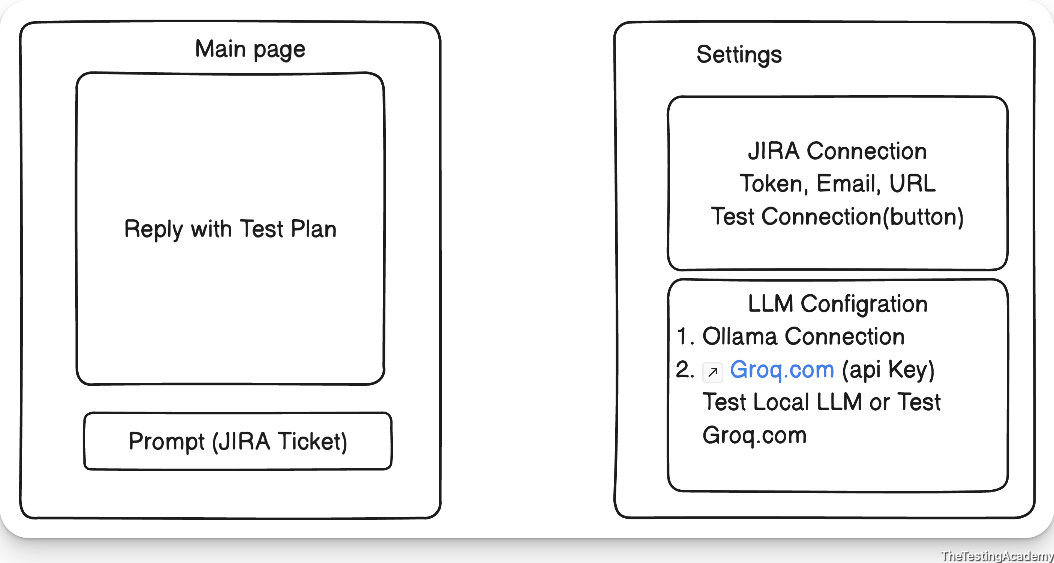 Main page
Reply with Test Plan
Prompt (JIRA Ticket)
Settings
JIRA Connection
Token, Email, URL
Test Connection(button)
LLM Configration
1. Ollama Connection
2. Groq.com (api Key)
Test Local LLM or Test
Groq.com
TheTestingAcademy